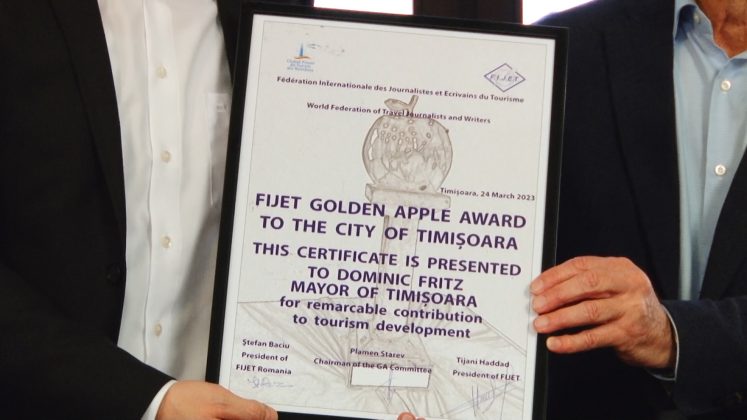 F.I.J.E.T.
Fédération Internationale des Journalistes et Ecrivains du Tourisme
World Federation of Travel Journalists and Writers
Timişoara, 24 March 2023
FIJET GOLDEN APPLE AWARD
TO THE CITY OF TIMIȘOARA
THIS CERTIFICATE IS PRESENTED
TO DOMINIC FRITZ
MAYOR OF TIMIȘOARA
for remarcable contribution
to tourism development
Ştefan Baciu
President of
FIJET Romania
Plamen Starev
Chairman of the GA Committee
Tijani Haddad
President of FIJET